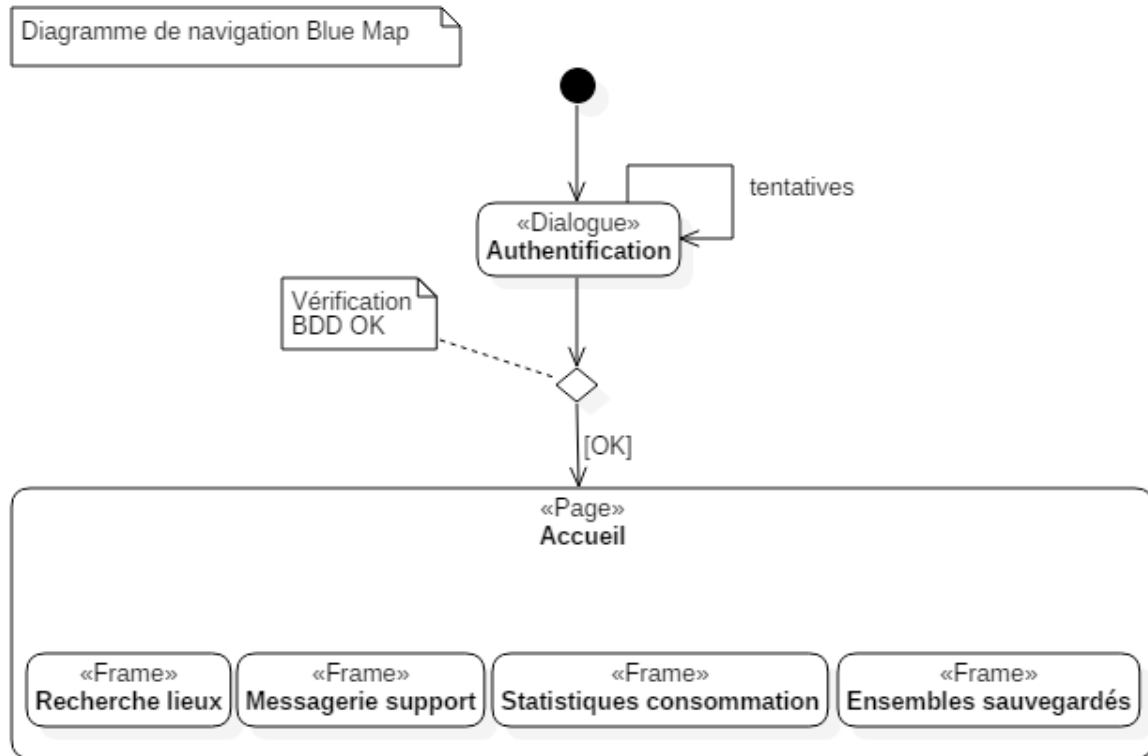 Diagramme de navigation Blue Map
tentatives
«Dialogue»
Authentification
Vérification
BDD OK
[OK]
«Page»
Accueil
«Frame»
Recherche lieux
«Frame»
Messagerie support
«Frame»
Statistiques consommation
«Frame»
Ensembles sauvegardés